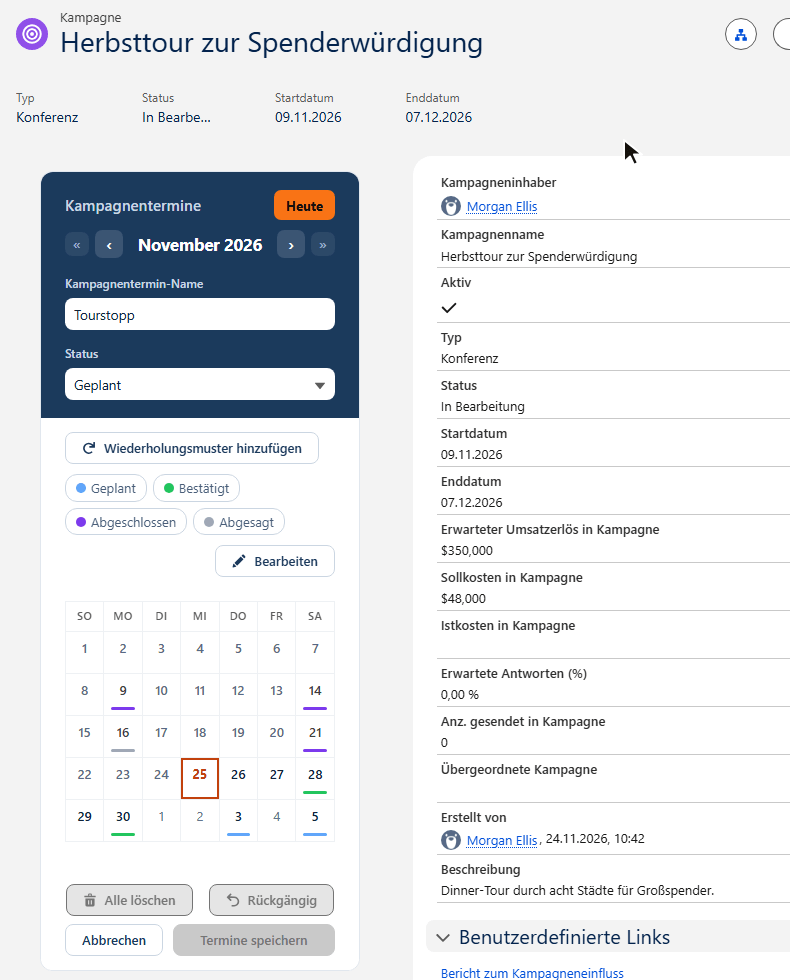 Kampagne
Herbsttour zur Spenderwürdigung
Typ Status Startdatum Enddatum
Konferenz In Bearbe... 09.11.2026 07.12.2026
Kampagnentermine Heute
« ‹ November 2026 › »
Kampagnentermin-Name
Tourstopp
Status
Geplant
Wiederholungsmuster hinzufügen
Geplant Bestätigt
Abgeschlossen Abgesagt
Bearbeiten
SO MO DI MI DO FR SA
1 2 3 4 5 6 7
8 9 10 11 12 13 14
15 16 17 18 19 20 21
22 23 24 25 26 27 28
29 30 1 2 3 4 5
Alle löschen Rückgängig
Abbrechen Termine speichern
Kampagneninhaber
Morgan Ellis
Kampagnenname
Herbsttour zur Spenderwürdigung
Aktiv
Typ
Konferenz
Status
In Bearbeitung
Startdatum
09.11.2026
Enddatum
07.12.2026
Erwarteter Umsatzerlös in Kampagne
$350,000
Sollkosten in Kampagne
$48,000
Istkosten in Kampagne
Erwartete Antworten (%)
0,00 %
Anz. gesendet in Kampagne
0
Übergeordnete Kampagne
Erstellt von
Morgan Ellis, 24.11.2026, 10:42
Beschreibung
Dinner-Tour durch acht Städte für Großspender.
Benutzerdefinierte Links
Bericht zum Kampagneneinfluss